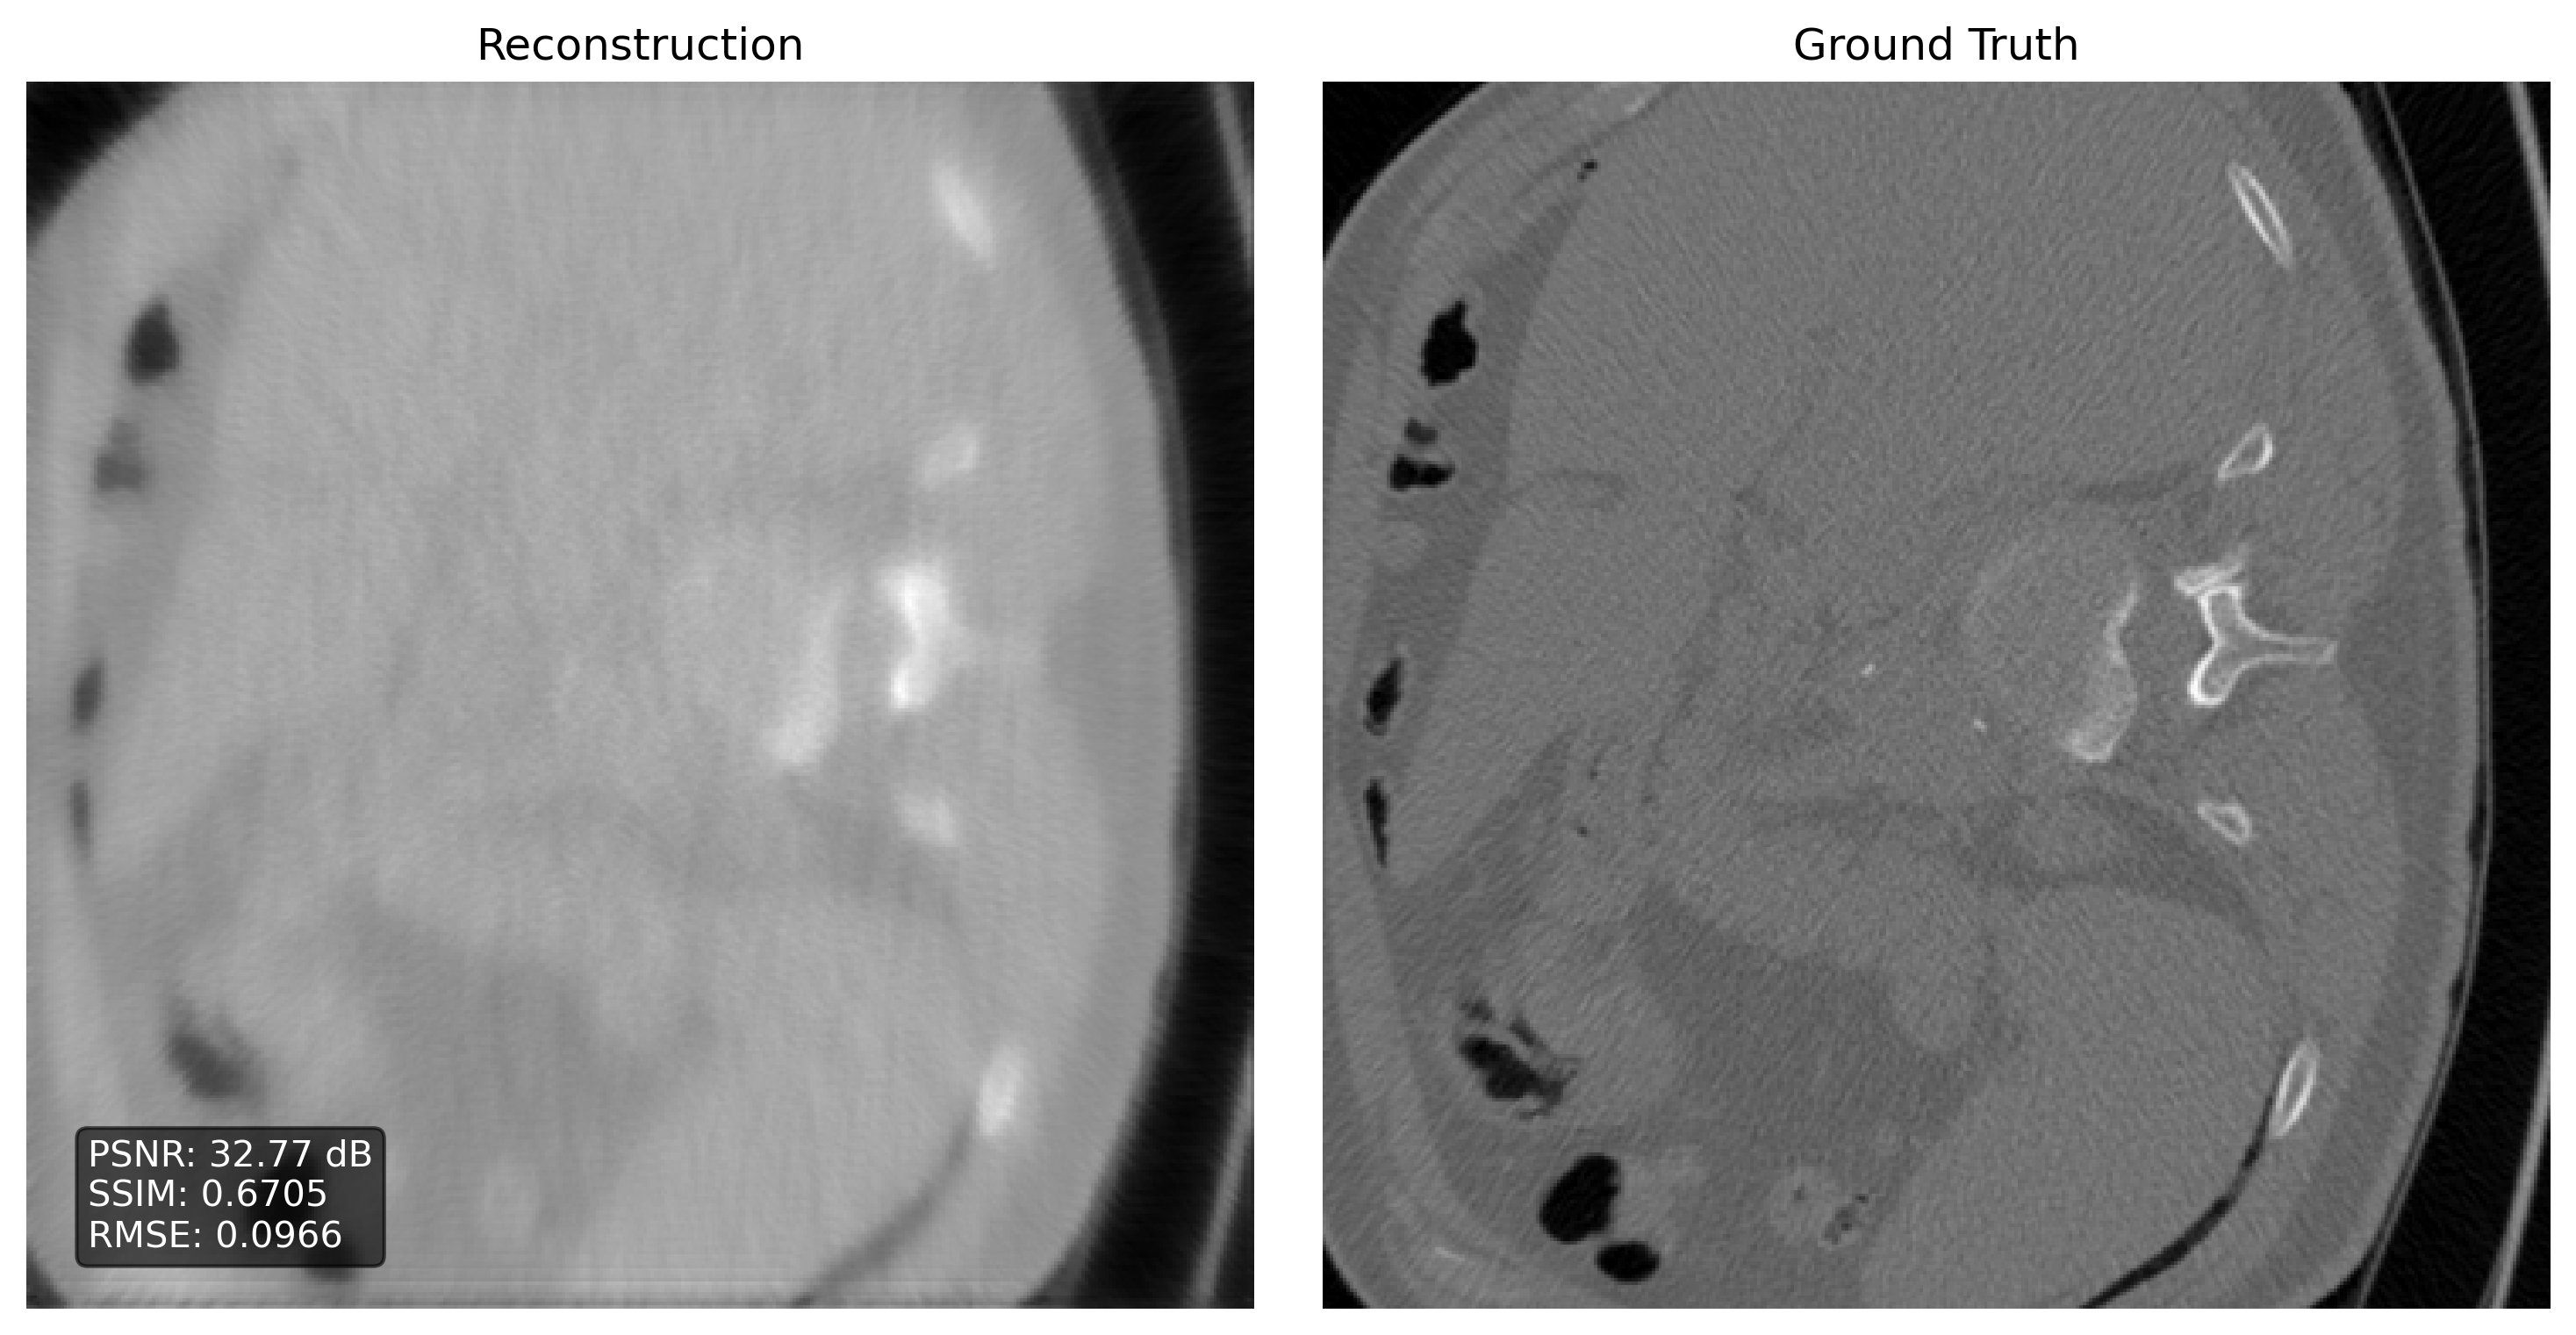 Reconstruction
Ground Truth
PSNR: 32.77 dB
SSIM: 0.6705
RMSE: 0.0966